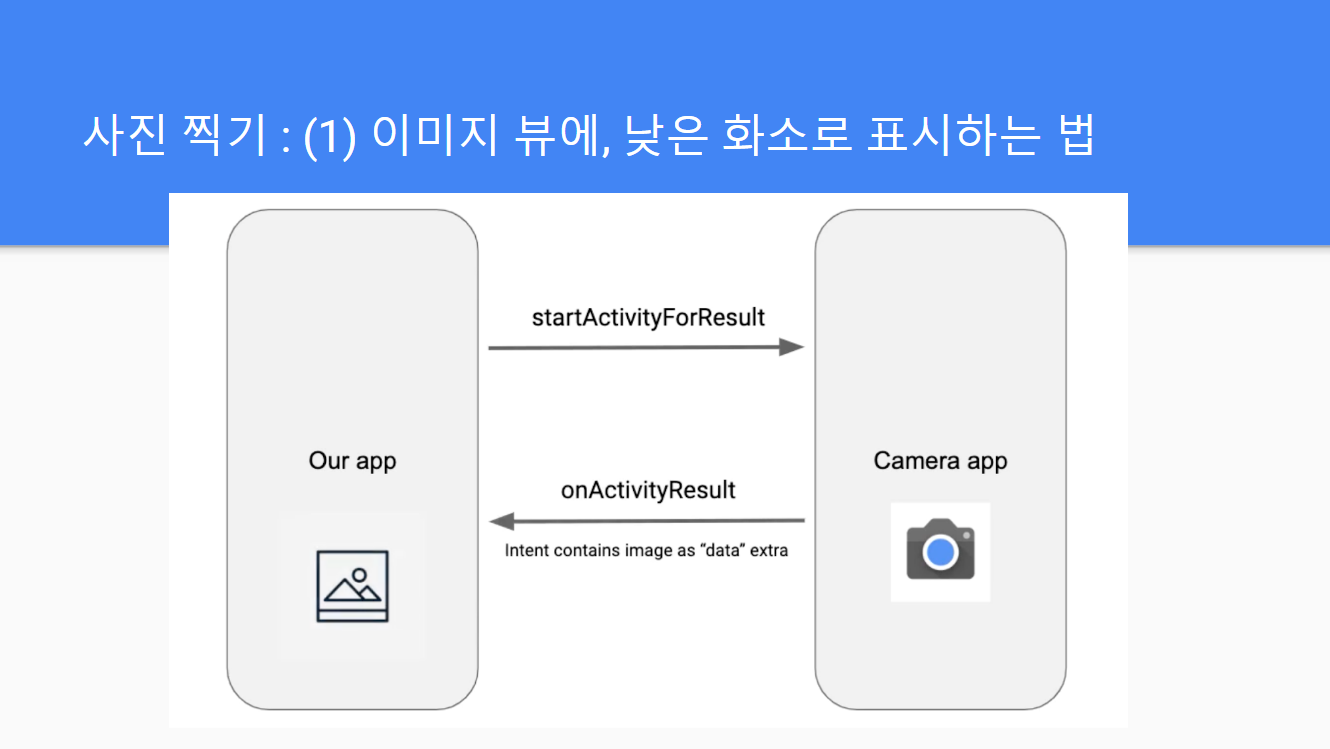 사진 찍기 : (1) 이미지 뷰에, 낮은 화소로 표시하는 법
startActivityForResult
Our app
Camera app
onActivityResult
Intent contains image as “data” extra